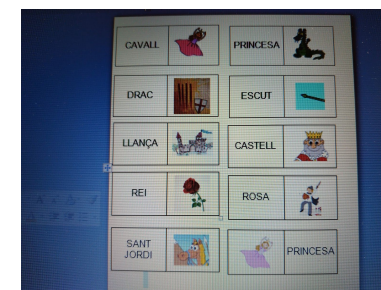 CAVALL
PRINCESA
DRAC
ESCUT
LLANÇA
CASTELL
REI
ROSA
SANT
JORDI
PRINCESA